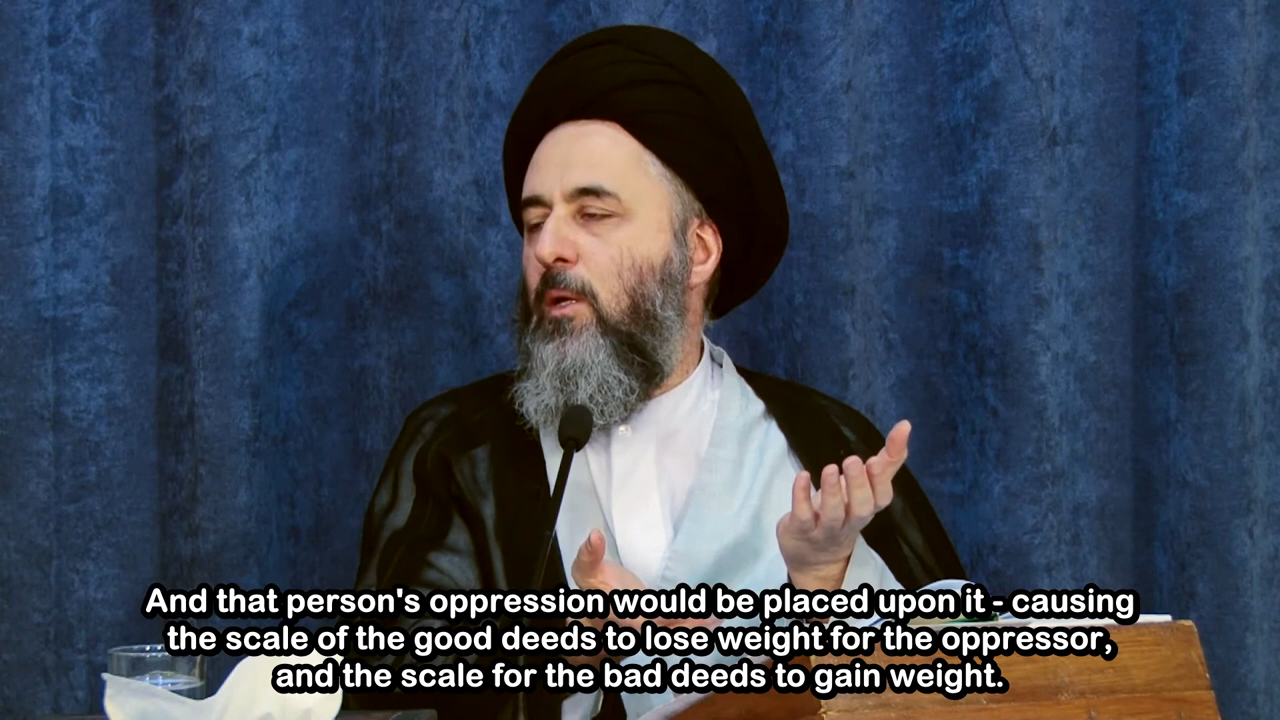 And that person's oppression would be placed upon it - causing
the scale of the good deeds to lose weight for the oppressor,
and the scale for the bad deeds to gain weight.